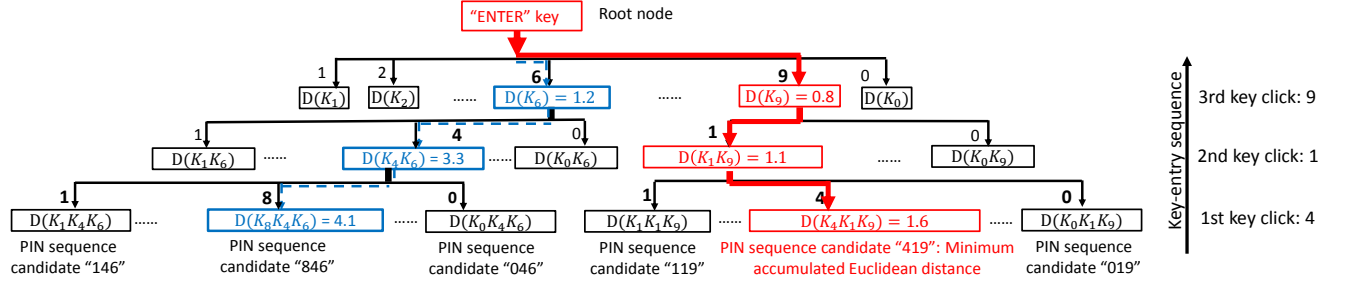 "ENTER" key Root node
1 2 6 9 0
D(K₁) D(K₂) ...... D(K₆) = 1.2 ...... D(K₉) = 0.8 D(K₀) 3rd key click: 9
1 4 0 1 0
D(K₁K₆) ...... D(K₄K₆) = 3.3 ...... D(K₀K₆) D(K₁K₉) = 1.1 ...... D(K₀K₉) 2nd key click: 1
1 8 0 1 4 0
D(K₁K₄K₆) ...... D(K₈K₄K₆) = 4.1 ...... D(K₀K₄K₆) ...... D(K₁K₁K₉) D(K₄K₁K₉) = 1.6 ...... D(K₀K₁K₉) 1st key click: 4
PIN sequence candidate "146"
PIN sequence candidate "846"
PIN sequence candidate "046"
PIN sequence candidate "119"
PIN sequence candidate "419": Minimum
accumulated Euclidean distance
PIN sequence candidate "019"
Key-entry sequence